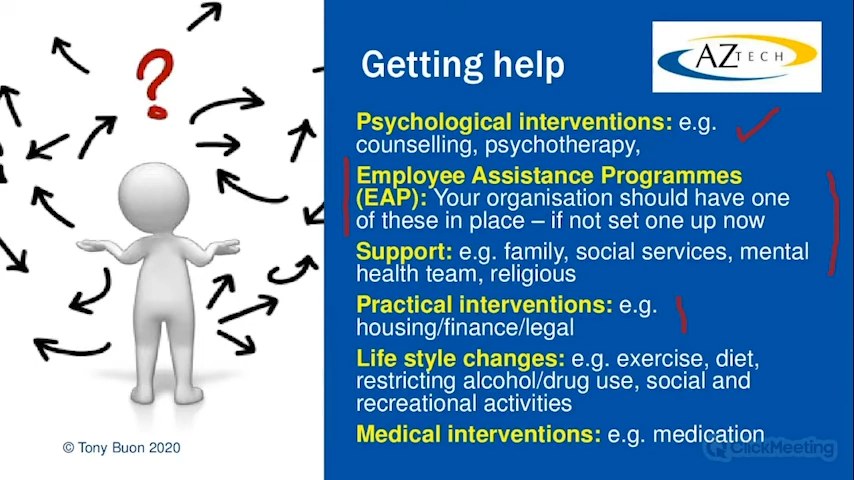 ?
Getting help
AZTECH
Psychological interventions: e.g.
counselling, psychotherapy,
Employee Assistance Programmes
(EAP): Your organisation should have one
of these in place – if not set one up now
Support: e.g. family, social services, mental
health team, religious
Practical interventions: e.g.
housing/finance/legal
Life style changes: e.g. exercise, diet,
restricting alcohol/drug use, social and
recreational activities
Medical interventions: e.g. medication
© Tony Buon 2020
ClickMeeting